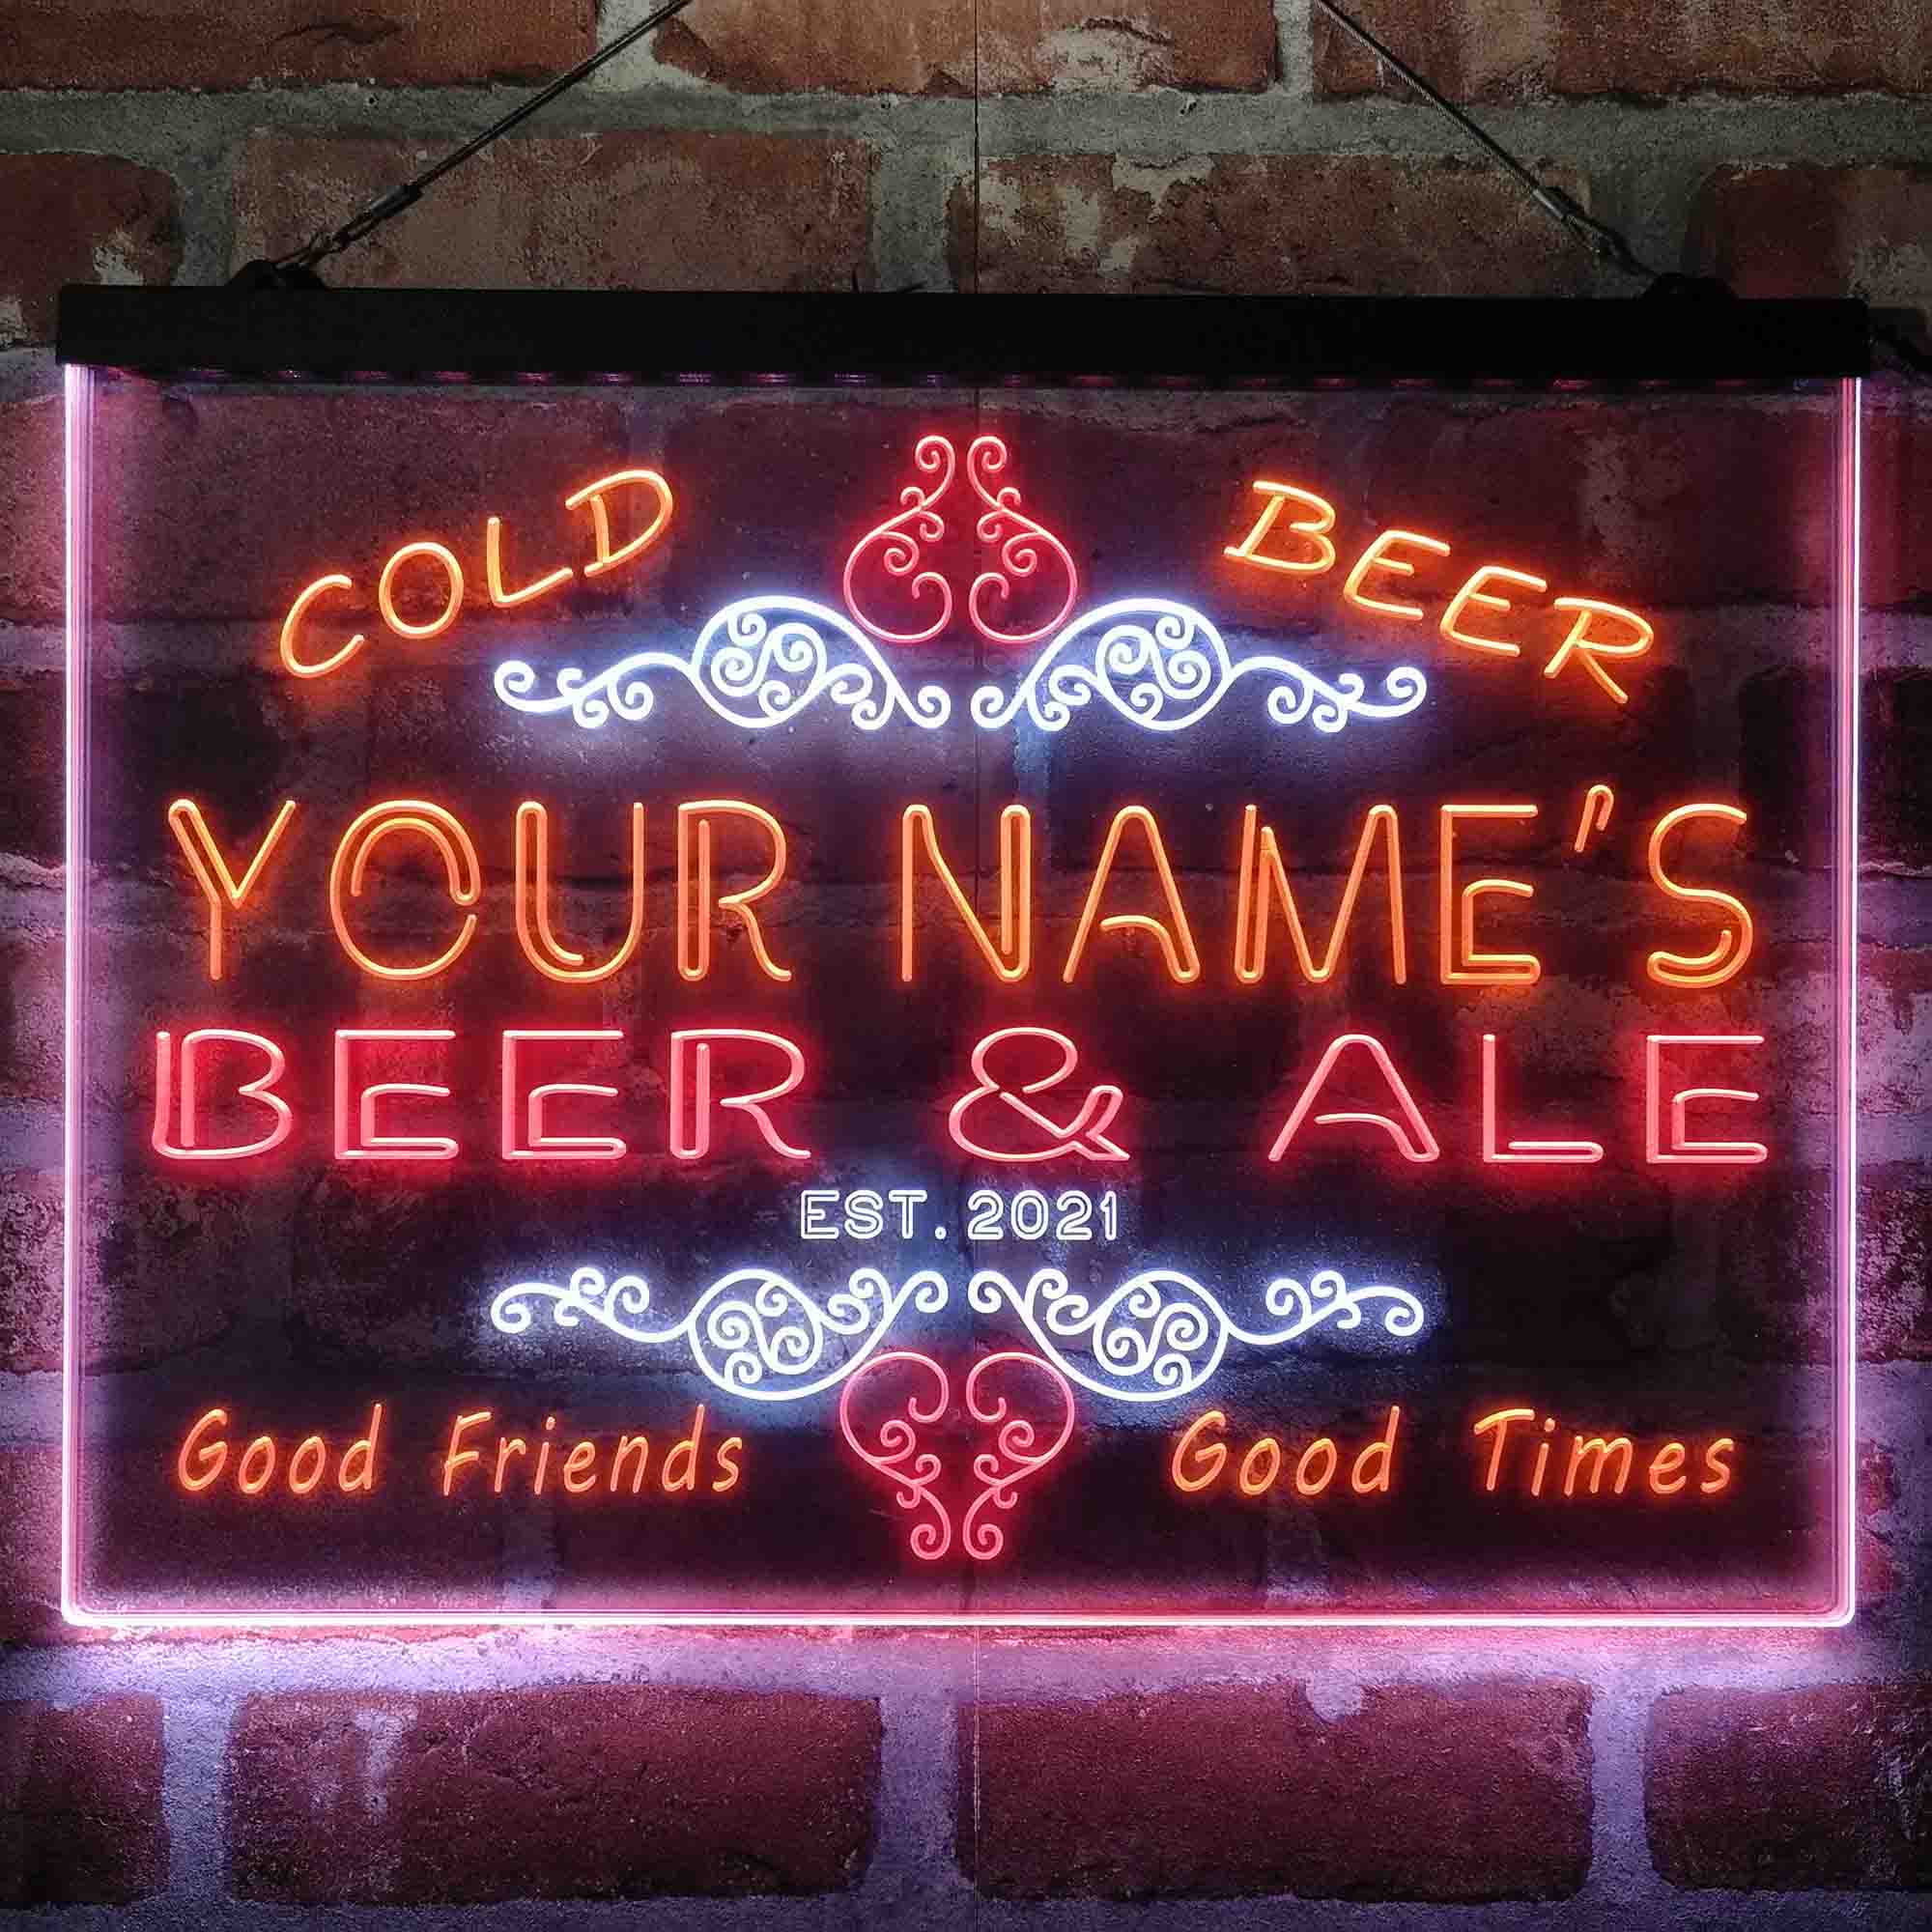 COLD BEER
YOUR NAME'S
BEER & ALE
EST. 2021
Good Friends Good Times